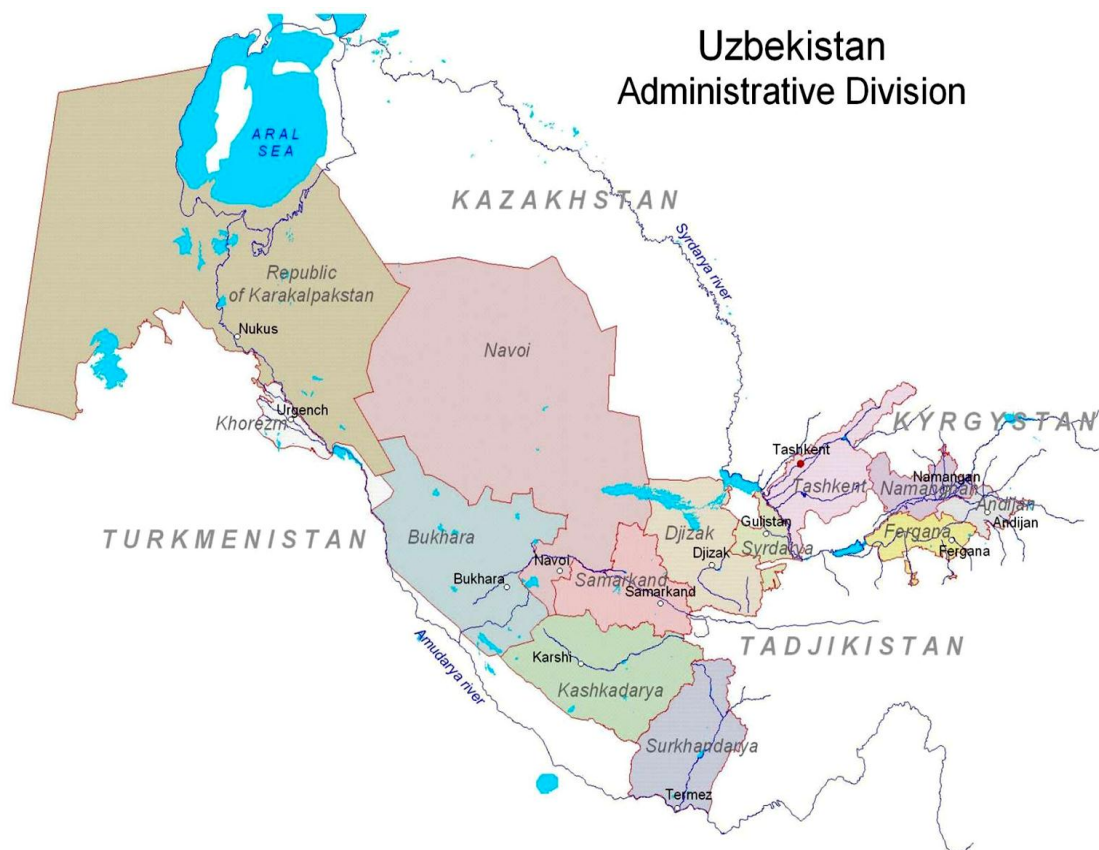 Uzbekistan
Administrative Division
ARAL
SEA
KAZAKHSTAN
Syrdarya river
Republic
of Karakalpakstan
Nukus
Navoi
Urgench
Khorezm
KYRGYSTAN
Tashkent
Tashkent
Namangan
Namangan
Andijan
Andijan
Gulistan
Syrdarya
Fergana
Fergana
TURKMENISTAN
Bukhara
Djizak
Djizak
Navoi
Bukhara
Samarkand
Samarkand
TADJIKISTAN
Amudarya river
Karshi
Kashkadarya
Surkhandarya
Termez